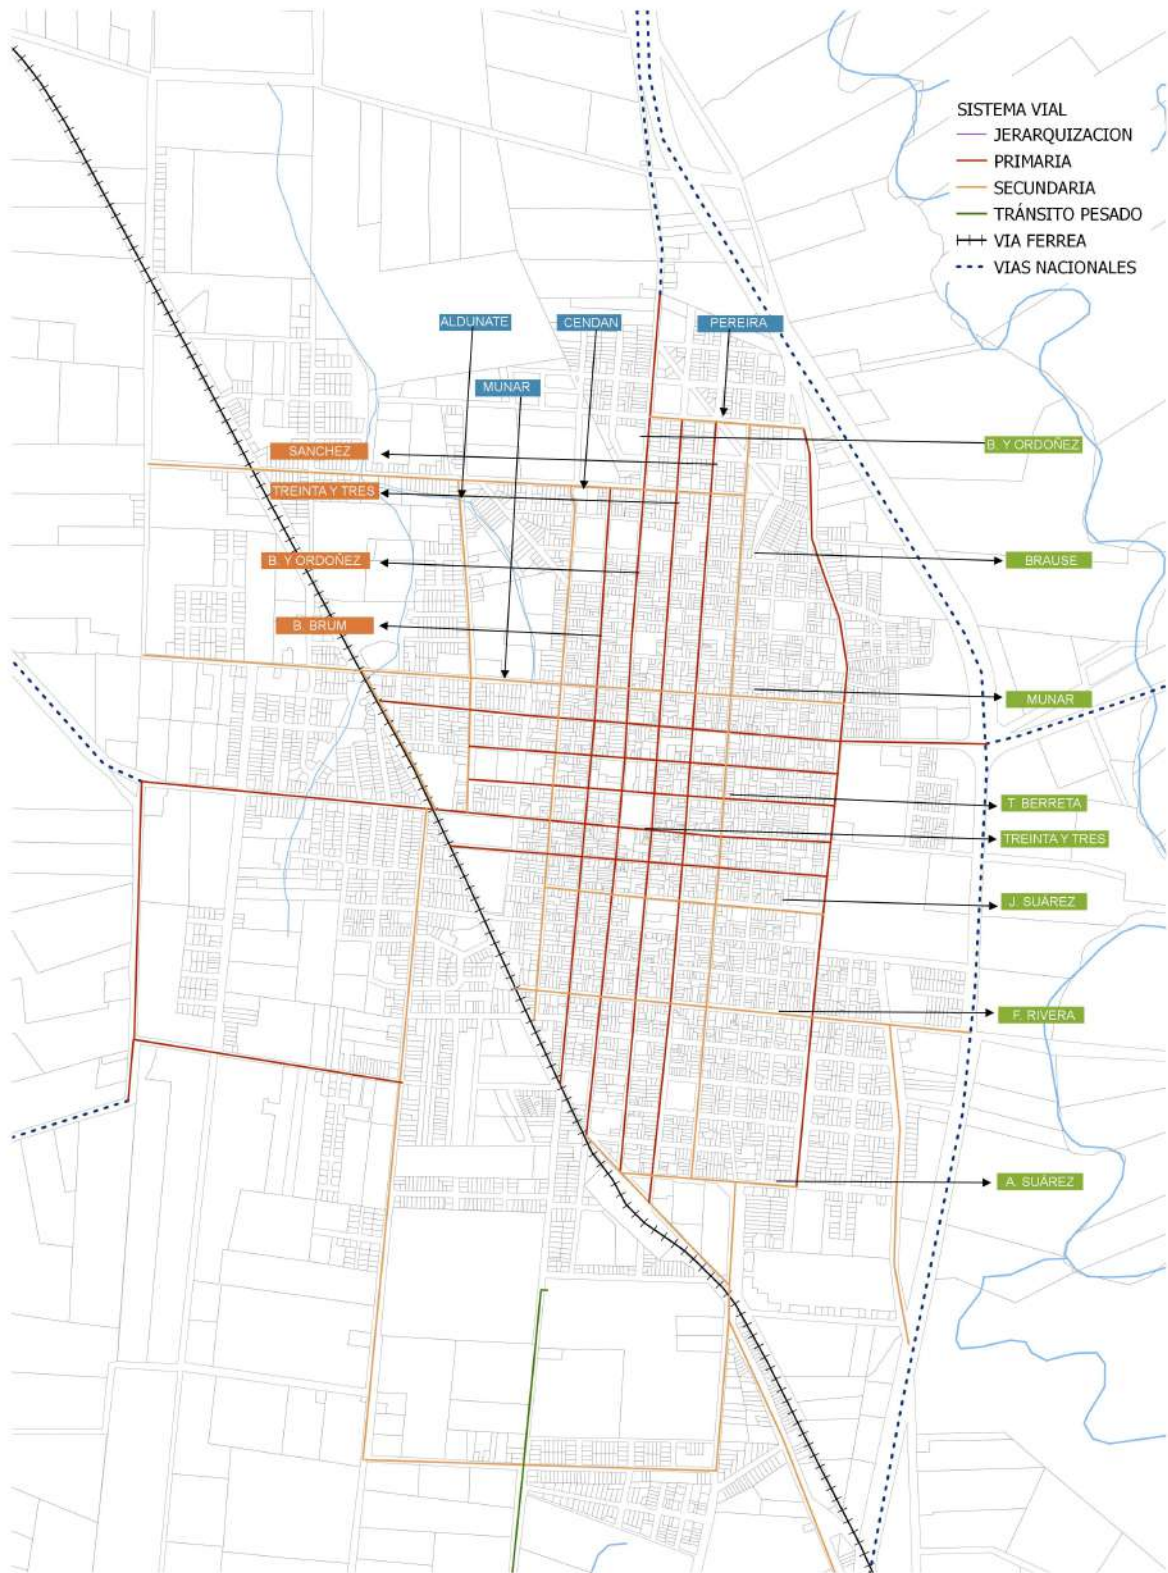 SISTEMA VIAL
JERARQUIZACION
PRIMARIA
SECUNDARIA
TRÁNSITO PESADO
VIA FERREA
VIAS NACIONALES
ALDUNATE
CENDAN
PEREIRA
MUNAR
B. Y ORDOÑEZ
SANCHEZ
TREINTA Y TRES
B. Y ORDOÑEZ
BRAUSE
B. BRUM
MUNAR
T. BERRETA
TREINTA Y TRES
J. SUÁREZ
F. RIVERA
A. SUÁREZ